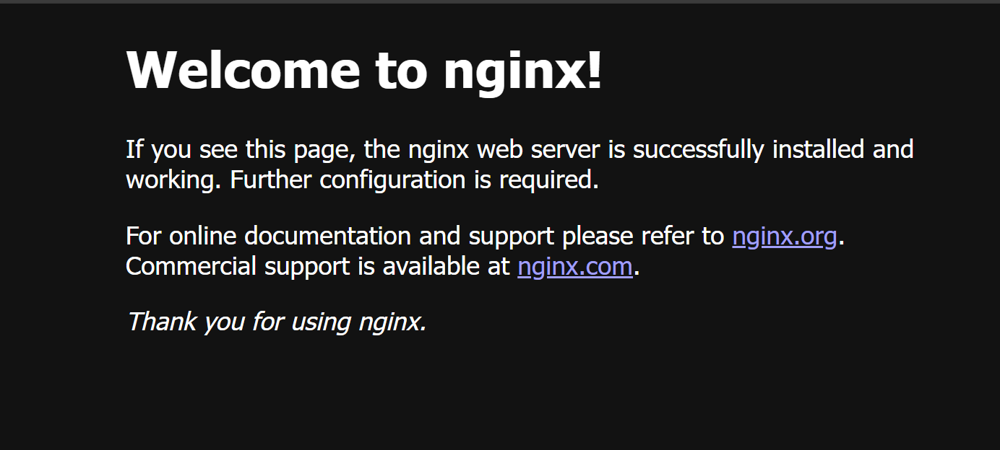 Welcome to nginx!
If you see this page, the nginx web server is successfully installed and
working. Further configuration is required.
For online documentation and support please refer to nginx.org.
Commercial support is available at nginx.com.
Thank you for using nginx.